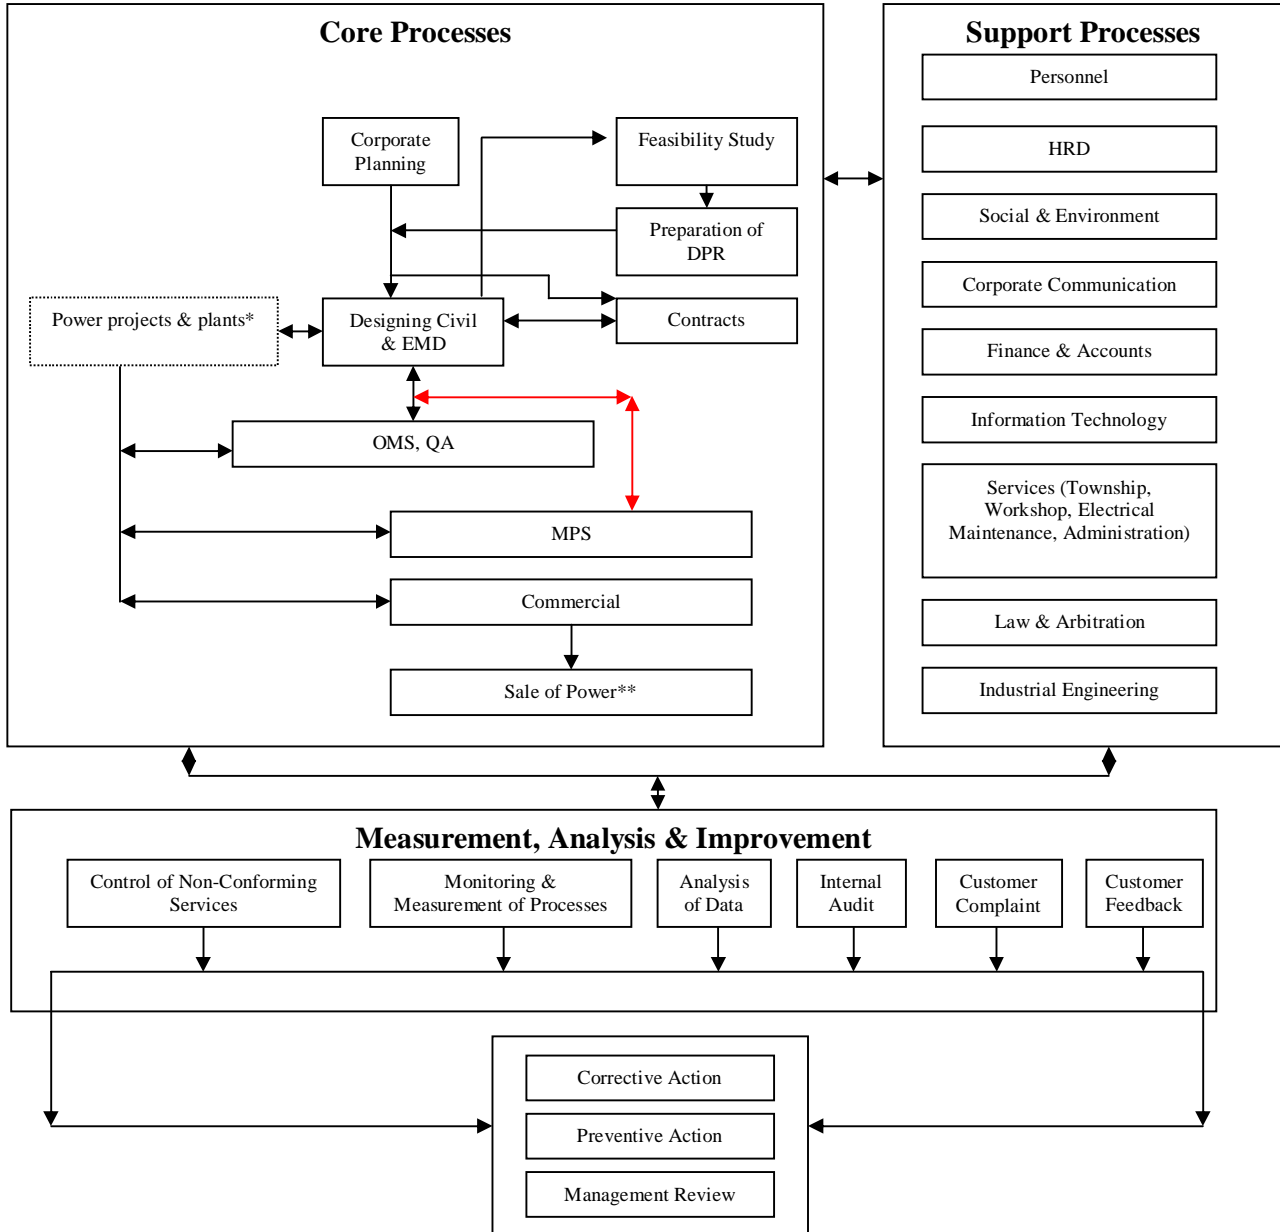 Core Processes
Corporate
Planning
Feasibility Study
Preparation of
DPR
Power projects & plants*
Designing Civil
& EMD
Contracts
OMS, QA
MPS
Commercial
Sale of Power**
Support Processes
Personnel
HRD
Social & Environment
Corporate Communication
Finance & Accounts
Information Technology
Services (Township,
Workshop, Electrical
Maintenance, Administration)
Law & Arbitration
Industrial Engineering
Measurement, Analysis & Improvement
Control of Non-Conforming
Services
Monitoring &
Measurement of Processes
Analysis
of Data
Internal
Audit
Customer
Complaint
Customer
Feedback
Corrective Action
Preventive Action
Management Review